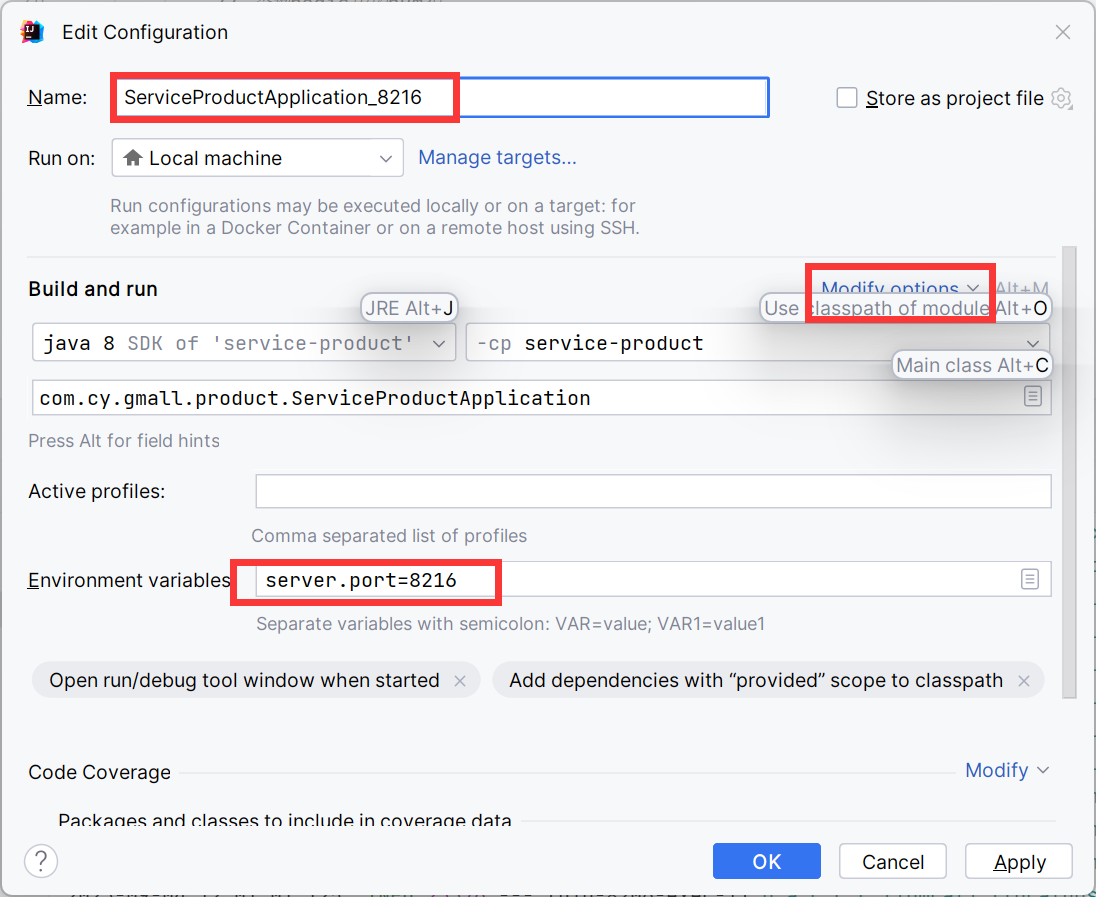 Edit Configuration
Name: ServiceProductApplication_8216 Store as project file
Run on: Local machine Manage targets...
Run configurations may be executed locally or on a target: for
example in a Docker Container or on a remote host using SSH.
Build and run Modify options Alt+M
JRE Alt+J Use classpath of module Alt+O
java 8 SDK of 'service-product' -cp service-product
Main class Alt+C
com.cy.gmall.product.ServiceProductApplication
Press Alt for field hints
Active profiles:
Comma separated list of profiles
Environment variables server.port=8216
Separate variables with semicolon: VAR=value; VAR1=value1
Open run/debug tool window when started × Add dependencies with “provided” scope to classpath ×
Code Coverage Modify
Packages and classes to include in coverage data
? OK Cancel Apply